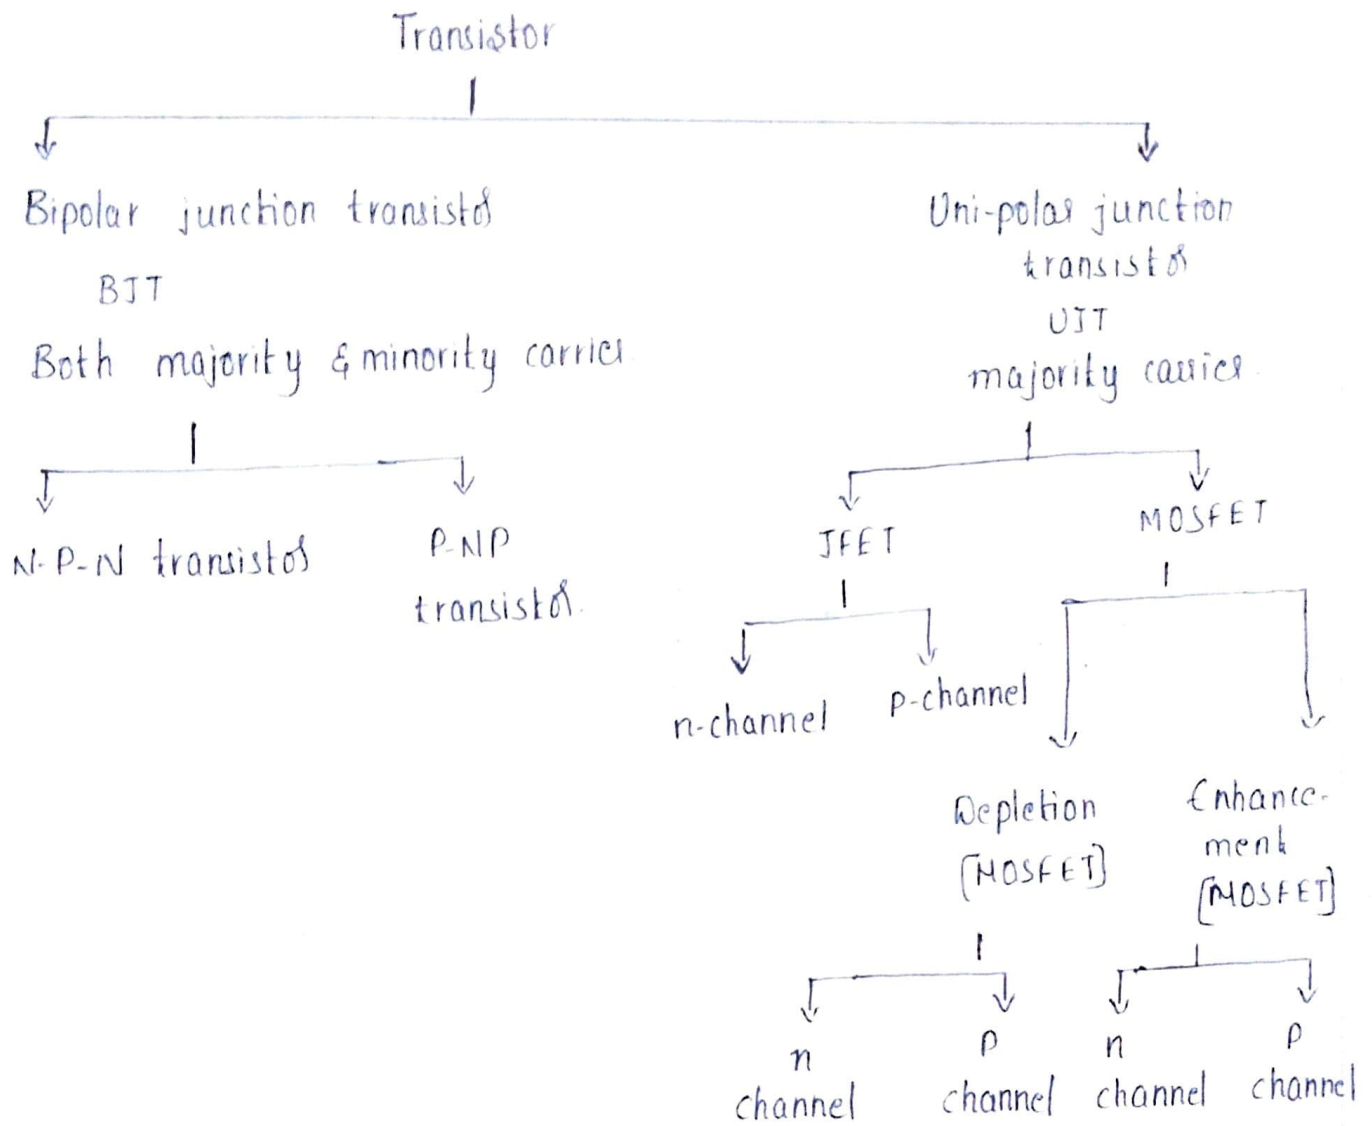 Transistor
Bipolar junction transistor
BJT
Both majority & minority carrier
N-P-N transistor
P-NP
transistor.
Uni-polar junction
transistor
UJT
majority carrier.
JFET
MOSFET
n-channel
p-channel
Depletion
[MOSFET]
Enhance-
ment
[MOSFET]
n
channel
p
channel
n
channel
p
channel